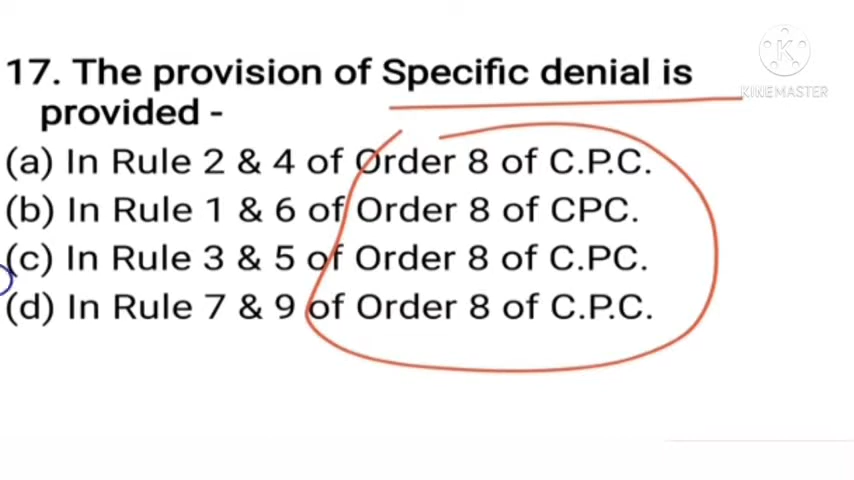 17. The provision of Specific denial is
KINEMASTER
provided -
(a) In Rule 2 & 4 of Order 8 of C.P.C.
(b) In Rule 1 & 6 of Order 8 of CPC.
(c) In Rule 3 & 5 of Order 8 of C.PC.
(d) In Rule 7 & 9 of Order 8 of C.P.C.